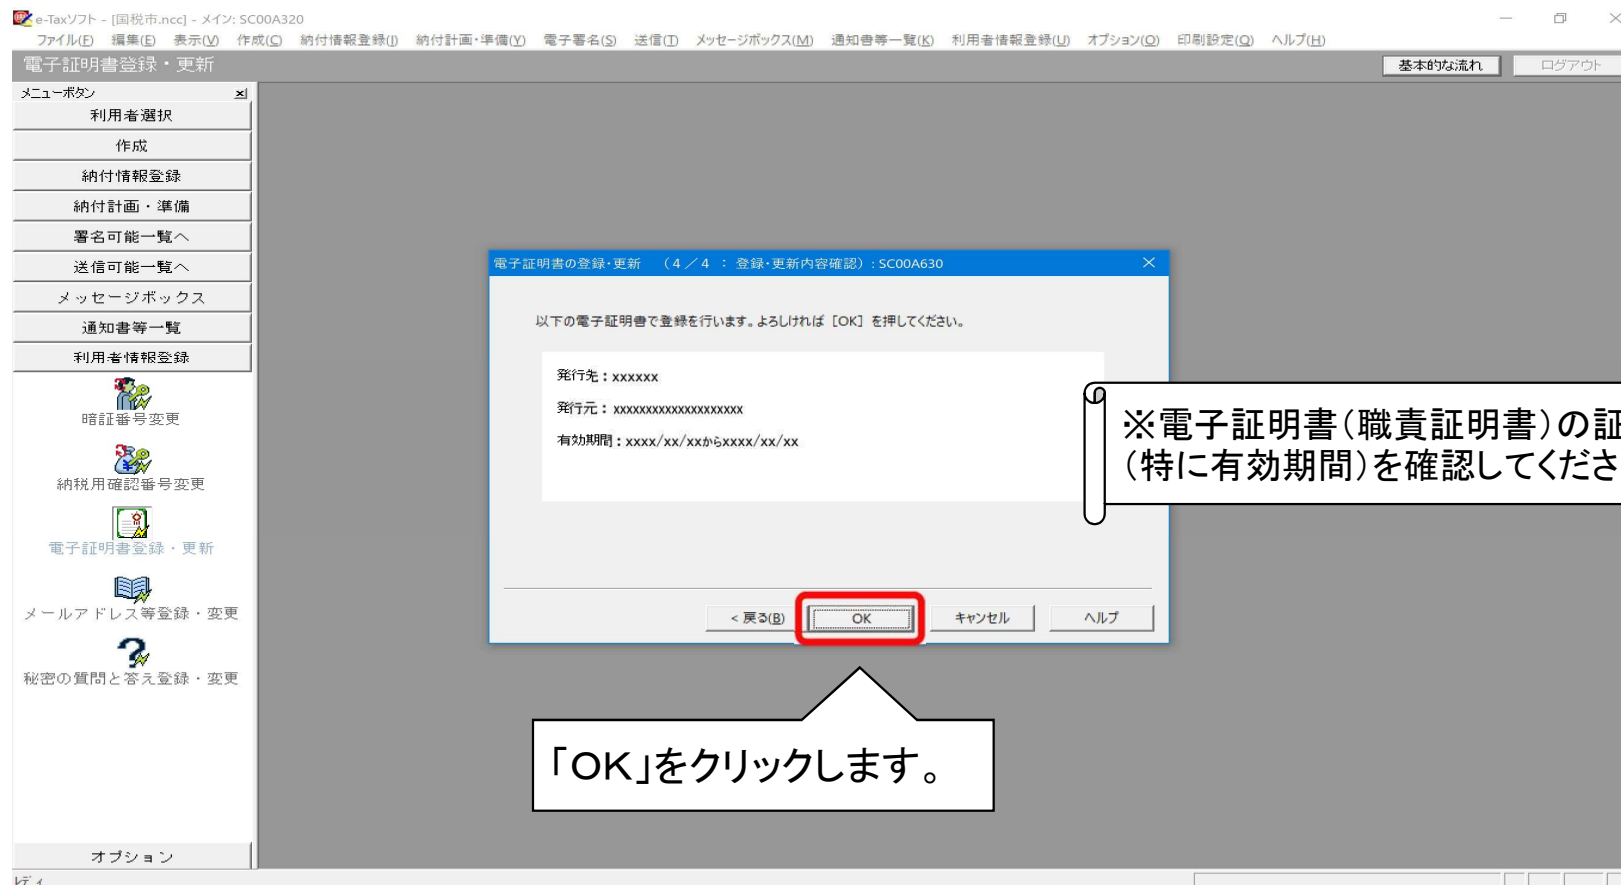 e-Taxソフト - [国税市.ncc] - メイン: SC00A320
ファイル(F) 編集(E) 表示(V) 作成(C) 納付情報登録(I) 納付計画・準備(Y) 電子署名(S) 送信(T) メッセージボックス(M) 通知書等一覧(K) 利用者情報登録(U) オプション(O) 印刷設定(Q) ヘルプ(H)
電子証明書登録・更新
基本的な流れ
ログアウト
メニューボタン
利用者選択
作成
納付情報登録
納付計画・準備
署名可能一覧へ
送信可能一覧へ
メッセージボックス
通知書等一覧
利用者情報登録
暗証番号変更
納税用確認番号変更
電子証明書登録・更新
メールアドレス等登録・変更
秘密の質問と答え登録・変更
オプション
レディ
電子証明書の登録・更新 (4/4 : 登録・更新内容確認) : SC00A630
以下の電子証明書で登録を行います。よろしければ [OK] を押してください。
発行先:xxxxxx
発行元:xxxxxxxxxxxxxxxxxxxx
有効期間:xxxx/xx/xxからxxxx/xx/xx
< 戻る(B)
OK
キャンセル
ヘルプ
※電子証明書(職責証明書)の証
(特に有効期間)を確認してくださ
「OK」をクリックします。